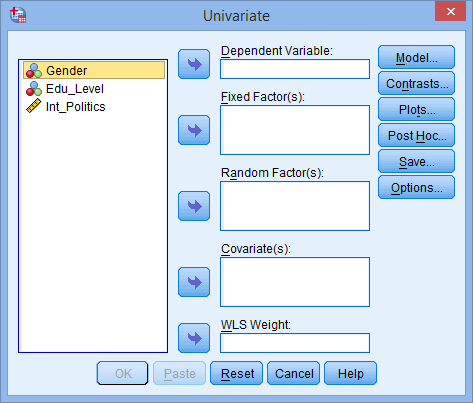 Univariate
Gender
Edu_Level
Int_Politics
Dependent Variable:
Fixed Factor(s):
Random Factor(s):
Covariate(s):
WLS Weight:
Model...
Contrasts...
Plots...
Post Hoc...
Save...
Options...
OK
Paste
Reset
Cancel
Help